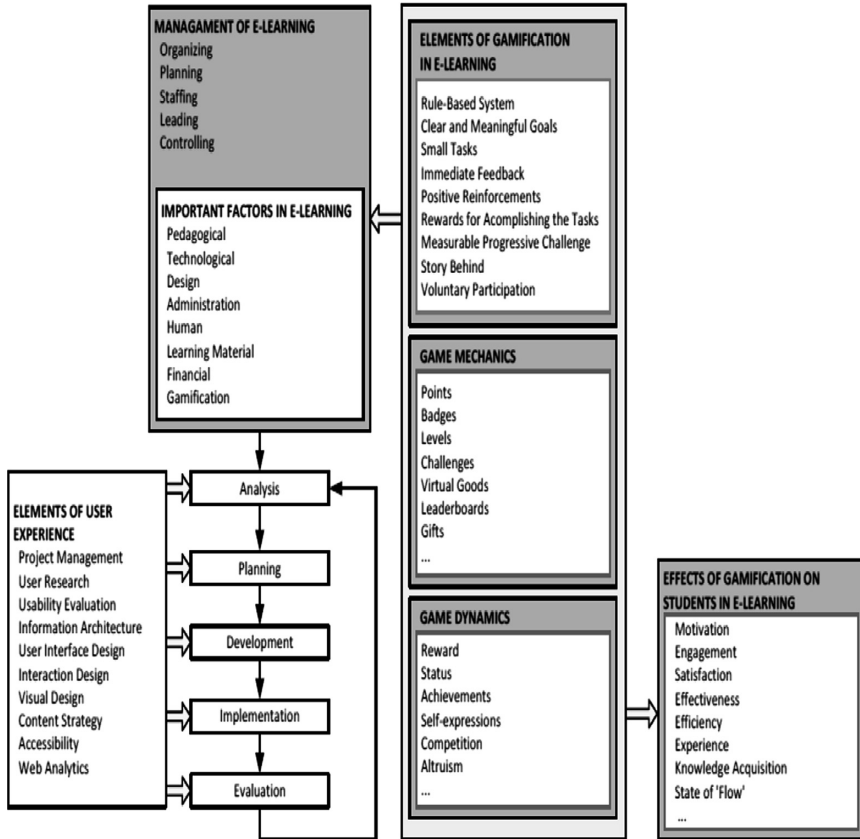 MANAGAMENT OF E-LEARNING
Organizing
Planning
Staffing
Leading
Controlling
IMPORTANT FACTORS IN E-LEARNING
Pedagogical
Technological
Design
Administration
Human
Learning Material
Financial
Gamification
ELEMENTS OF GAMIFICATION
IN E-LEARNING
Rule-Based System
Clear and Meaningful Goals
Small Tasks
Immediate Feedback
Positive Reinforcements
Rewards for Acomplishing the Tasks
Measurable Progressive Challenge
Story Behind
Voluntary Participation
GAME MECHANICS
Points
Badges
Levels
Challenges
Virtual Goods
Leaderboards
Gifts
...
GAME DYNAMICS
Reward
Status
Achievements
Self-expressions
Competition
Altruism
...
ELEMENTS OF USER
EXPERIENCE
Project Management
User Research
Usability Evaluation
Information Architecture
User Interface Design
Interaction Design
Visual Design
Content Strategy
Accessibility
Web Analytics
Analysis
Planning
Development
Implementation
Evaluation
EFFECTS OF GAMIFICATION ON
STUDENTS IN E-LEARNING
Motivation
Engagement
Satisfaction
Effectiveness
Efficiency
Experience
Knowledge Acquisition
State of 'Flow'
...